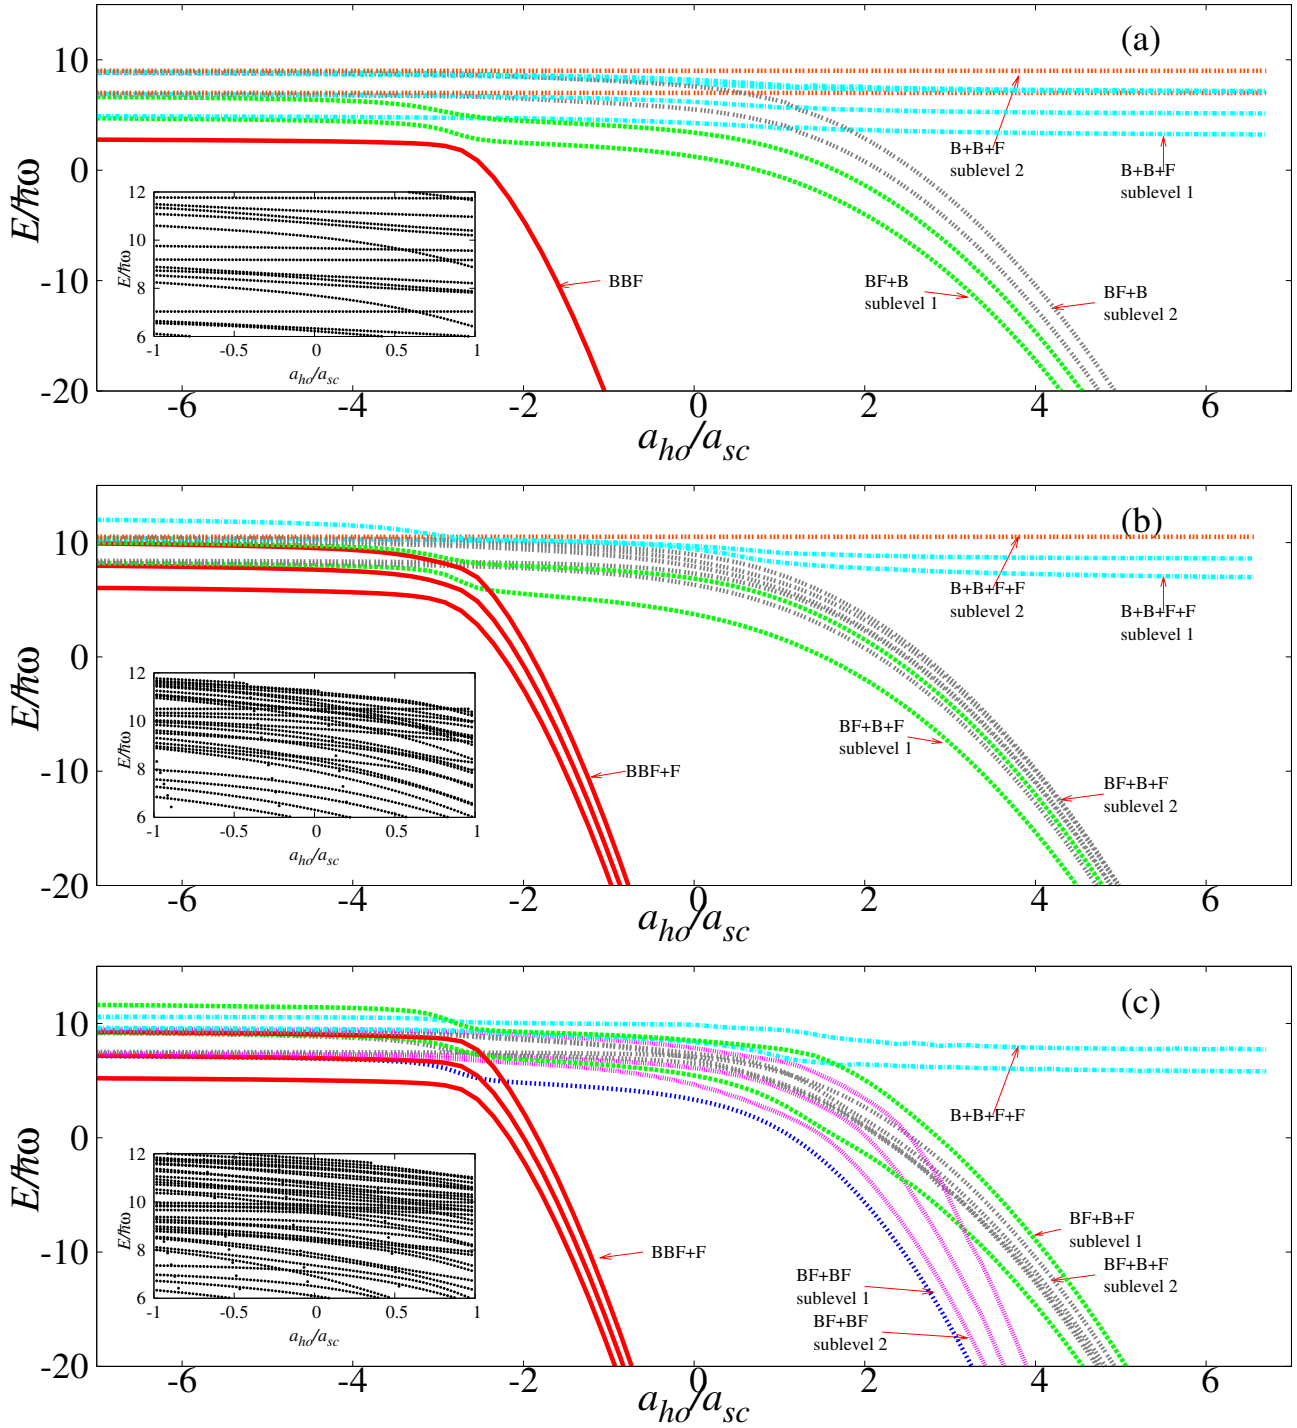 (a)
10
0
-10
-20
E/ħω
-6
-4
-2
0
2
4
6
a_ho/a_sc
B+B+F
sublevel 2
B+B+F
sublevel 1
BBF
BF+B
sublevel 1
BF+B
sublevel 2
12
10
8
6
E/ħω
-1
-0.5
0
0.5
1
a_ho/a_sc
(b)
10
0
-10
-20
E/ħω
-6
-4
-2
0
2
4
6
a_ho/a_sc
B+B+F+F
sublevel 2
B+B+F+F
sublevel 1
BF+B+F
sublevel 1
BBF+F
BF+B+F
sublevel 2
12
10
8
6
E/ħω
-1
-0.5
0
0.5
1
a_ho/a_sc
(c)
10
0
-10
-20
E/ħω
-6
-4
-2
0
2
4
6
a_ho/a_sc
B+B+F+F
BF+B+F
sublevel 1
BF+B+F
sublevel 2
BBF+F
BF+BF
sublevel 1
BF+BF
sublevel 2
12
10
8
6
E/ħω
-1
-0.5
0
0.5
1
a_ho/a_sc